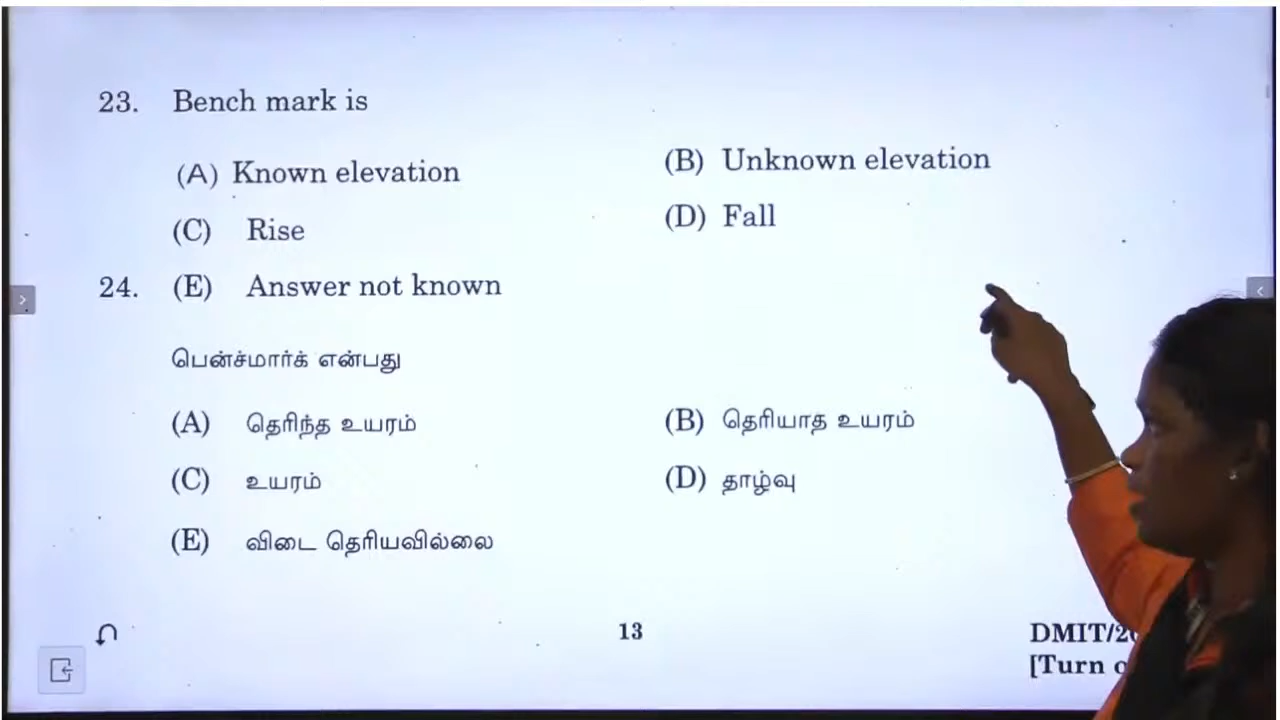 23. Bench mark is
(A) Known elevation (B) Unknown elevation
(C) Rise (D) Fall
24. (E) Answer not known
பென்ச்மார்க் என்பது
(A) தெரிந்த உயரம் (B) தெரியாத உயரம்
(C) உயரம் (D) தாழ்வு
(E) விடை தெரியவில்லை
13 DMIT/2
[Turn